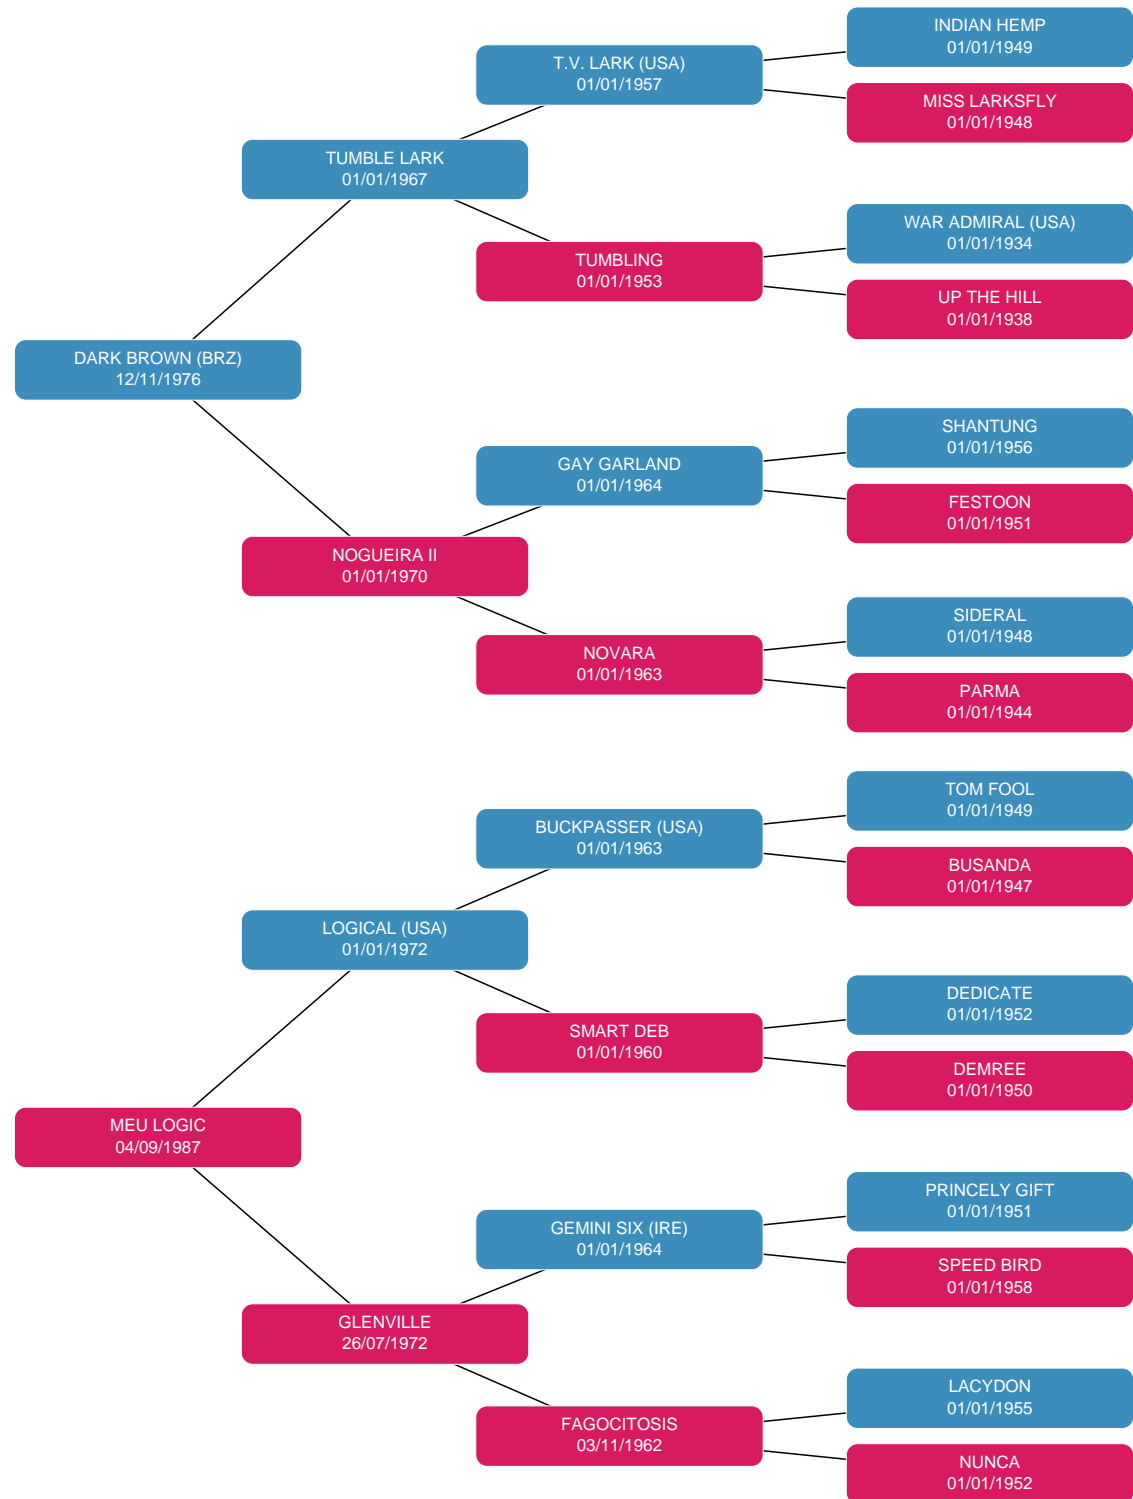 INDIAN HEMP
01/01/1949
T.V. LARK (USA)
01/01/1957
MISS LARKSFLY
01/01/1948
TUMBLE LARK
01/01/1967
WAR ADMIRAL (USA)
01/01/1934
TUMBLING
01/01/1953
UP THE HILL
01/01/1938
DARK BROWN (BRZ)
12/11/1976
SHANTUNG
01/01/1956
GAY GARLAND
01/01/1964
FESTOON
01/01/1951
NOGUEIRA II
01/01/1970
SIDERAL
01/01/1948
NOVARA
01/01/1963
PARMA
01/01/1944
TOM FOOL
01/01/1949
BUCKPASSER (USA)
01/01/1963
BUSANDA
01/01/1947
LOGICAL (USA)
01/01/1972
DEDICATE
01/01/1952
SMART DEB
01/01/1960
DEMREE
01/01/1950
MEU LOGIC
04/09/1987
PRINCELY GIFT
01/01/1951
GEMINI SIX (IRE)
01/01/1964
SPEED BIRD
01/01/1958
GLENVILLE
26/07/1972
LACYDON
01/01/1955
FAGOCITOSIS
03/11/1962
NUNCA
01/01/1952